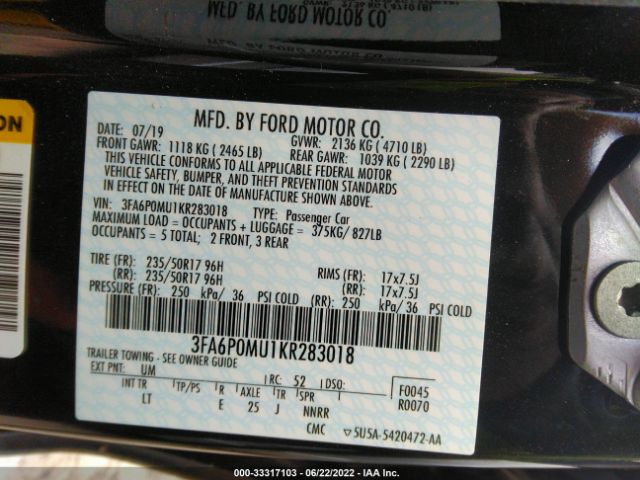 MFD. BY FORD MOTOR CO.
ON
MFD. BY FORD MOTOR CO.
DATE: 07/19 GVWR: 2136 KG ( 4710 LB)
FRONT GAWR: 1118 KG ( 2465 LB) REAR GAWR: 1039 KG ( 2290 LB)
THIS VEHICLE CONFORMS TO ALL APPLICABLE FEDERAL MOTOR
VEHICLE SAFETY, BUMPER, AND THEFT PREVENTION STANDARDS
IN EFFECT ON THE DATE OF MANUFACTURE SHOWN ABOVE.
VIN: 3FA6P0MU1KR283018 TYPE: Passenger Car
MAXIMUM LOAD = OCCUPANTS + LUGGAGE = 375KG/ 827LB
OCCUPANTS = 5 TOTAL; 2 FRONT, 3 REAR
TIRE (FR): 235/50R17 96H RIMS (FR): 17x7.5J
(RR): 235/50R17 96H (RR): 17x7.5J
PRESSURE (FR): 250 kPa/ 36 PSI COLD (RR): 250 kPa/ 36 PSI COLD
3FA6P0MU1KR283018
TRAILER TOWING - SEE OWNER GUIDE
EXT PNT: UM RC: 52 DSO: F0045
INT TR TP/PS R AXLE TR SPR R0070
LT E 25 J NNRR
CMC ▽5U5A-5420472-AA
000-33317103 - 06/22/2022 - IAA Inc.